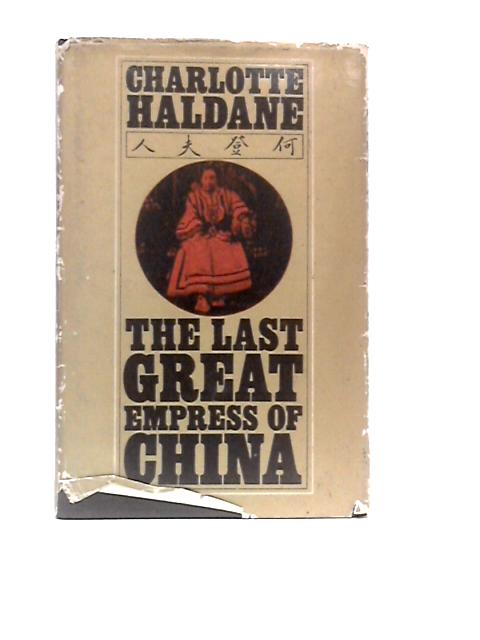 CHARLOTTE
HALDANE
人夫登何
THE LAST
GREAT
EMPRESS OF
CHINA